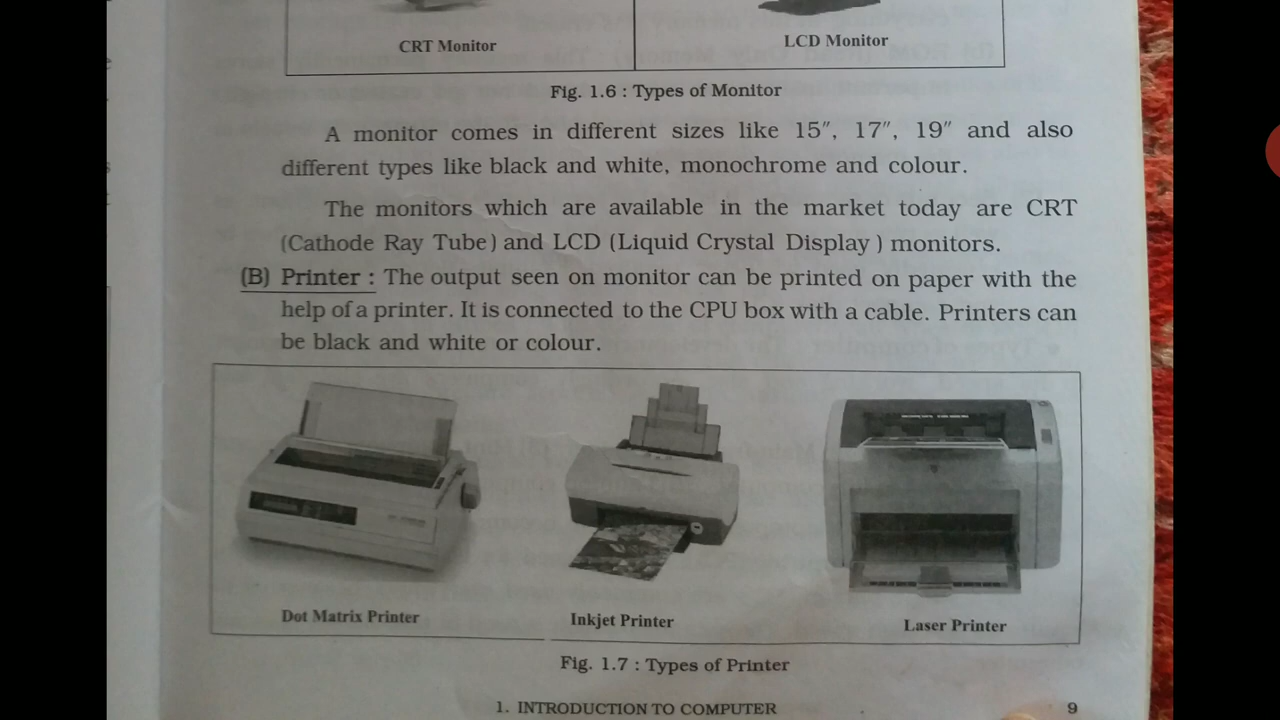 CRT Monitor
LCD Monitor
Fig. 1.6 : Types of Monitor
A monitor comes in different sizes like 15″, 17″, 19″ and also
different types like black and white, monochrome and colour.
The monitors which are available in the market today are CRT
(Cathode Ray Tube) and LCD (Liquid Crystal Display ) monitors.
(B) Printer : The output seen on monitor can be printed on paper with the
help of a printer. It is connected to the CPU box with a cable. Printers can
be black and white or colour.
Dot Matrix Printer
Inkjet Printer
Laser Printer
Fig. 1.7 : Types of Printer
1. INTRODUCTION TO COMPUTER
9